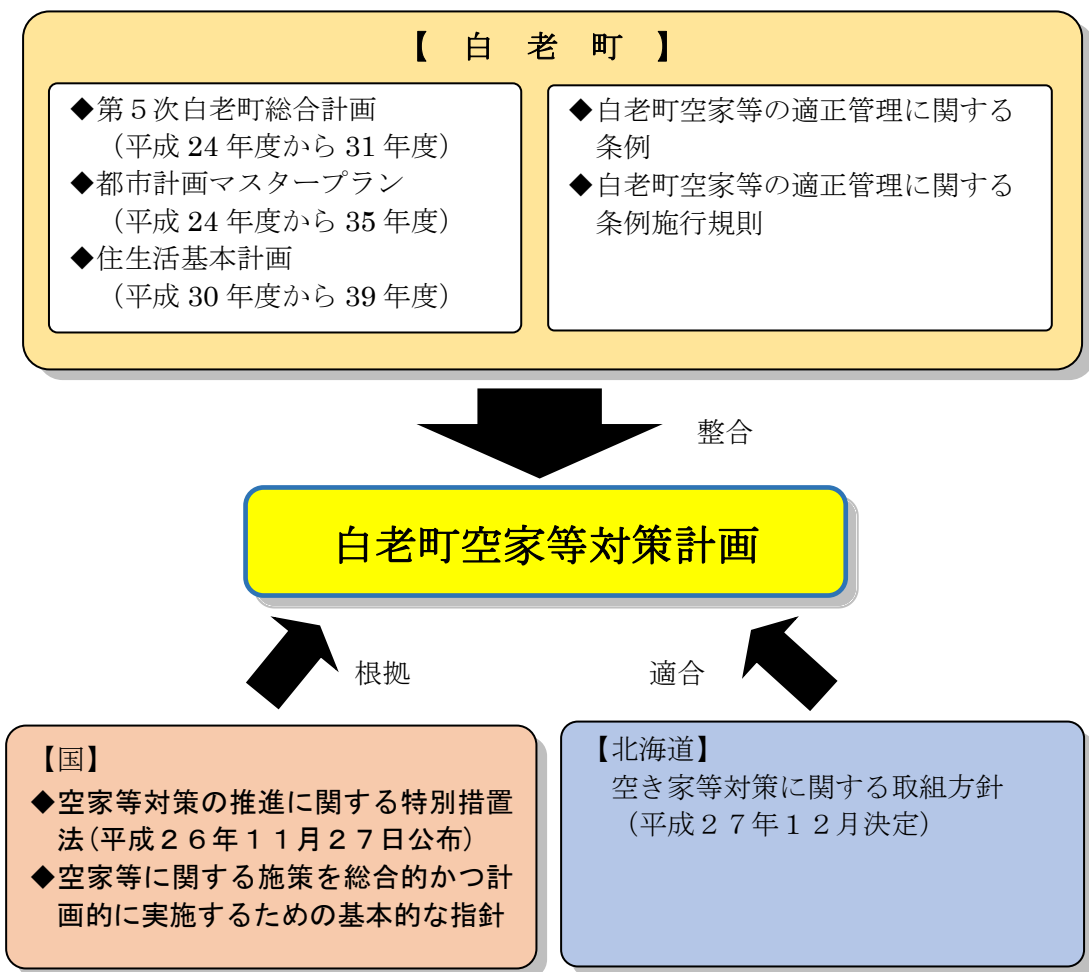 【 白 老 町 】
◆第５次白老町総合計画
（平成 24 年度から 31 年度）
◆都市計画マスタープラン
（平成 24 年度から 35 年度）
◆住生活基本計画
（平成 30 年度から 39 年度）
◆白老町空家等の適正管理に関する
条例
◆白老町空家等の適正管理に関する
条例施行規則
整合
白老町空家等対策計画
根拠
適合
【国】
◆空家等対策の推進に関する特別措置
法(平成２６年１１月２７日公布)
◆空家等に関する施策を総合的かつ計
画的に実施するための基本的な指針
【北海道】
空き家等対策に関する取組方針
（平成２７年１２月決定）